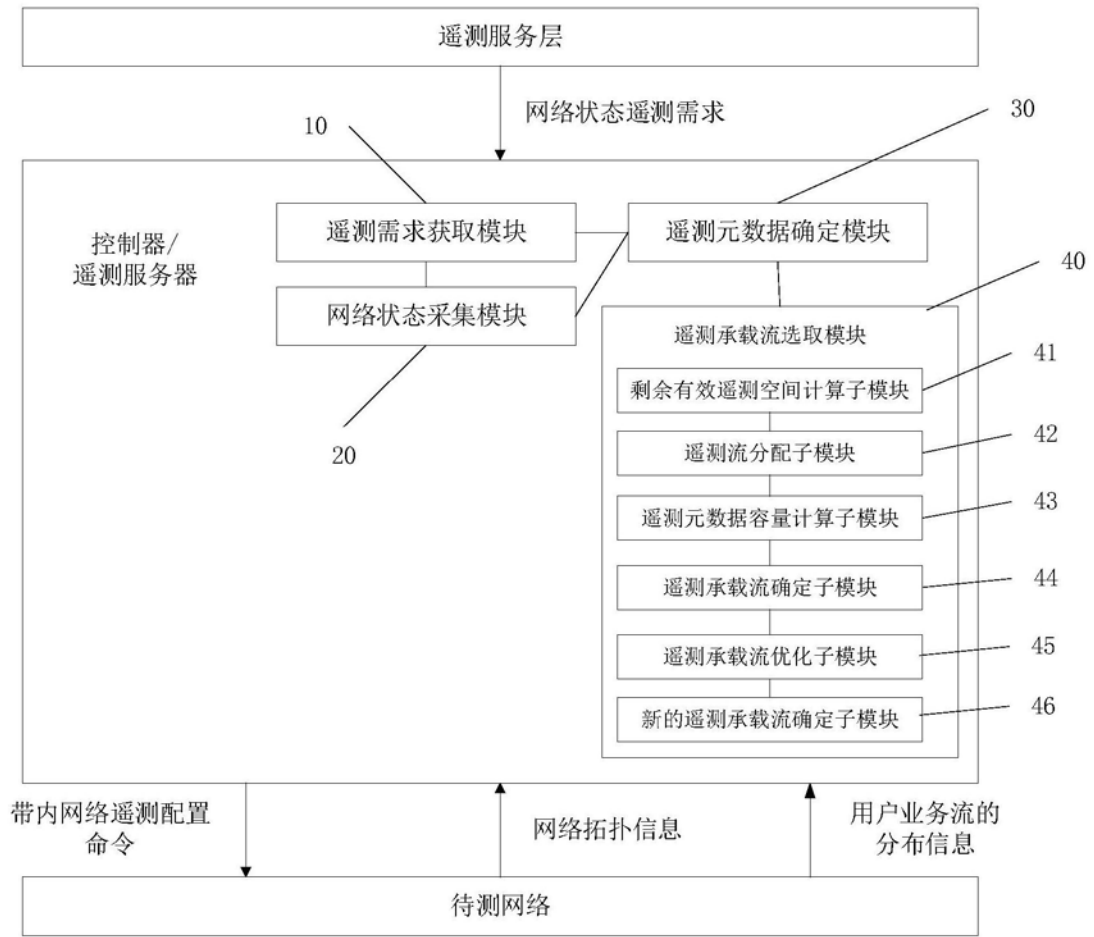 遥测服务层
网络状态遥测需求
10
30
遥测需求获取模块
遥测元数据确定模块
控制器/
遥测服务器
40
网络状态采集模块
遥测承载流选取模块
41
剩余有效遥测空间计算子模块
20
42
遥测流分配子模块
43
遥测元数据容量计算子模块
44
遥测承载流确定子模块
45
遥测承载流优化子模块
46
新的遥测承载流确定子模块
带内网络遥测配置
命令
网络拓扑信息
用户业务流的
分布信息
待测网络